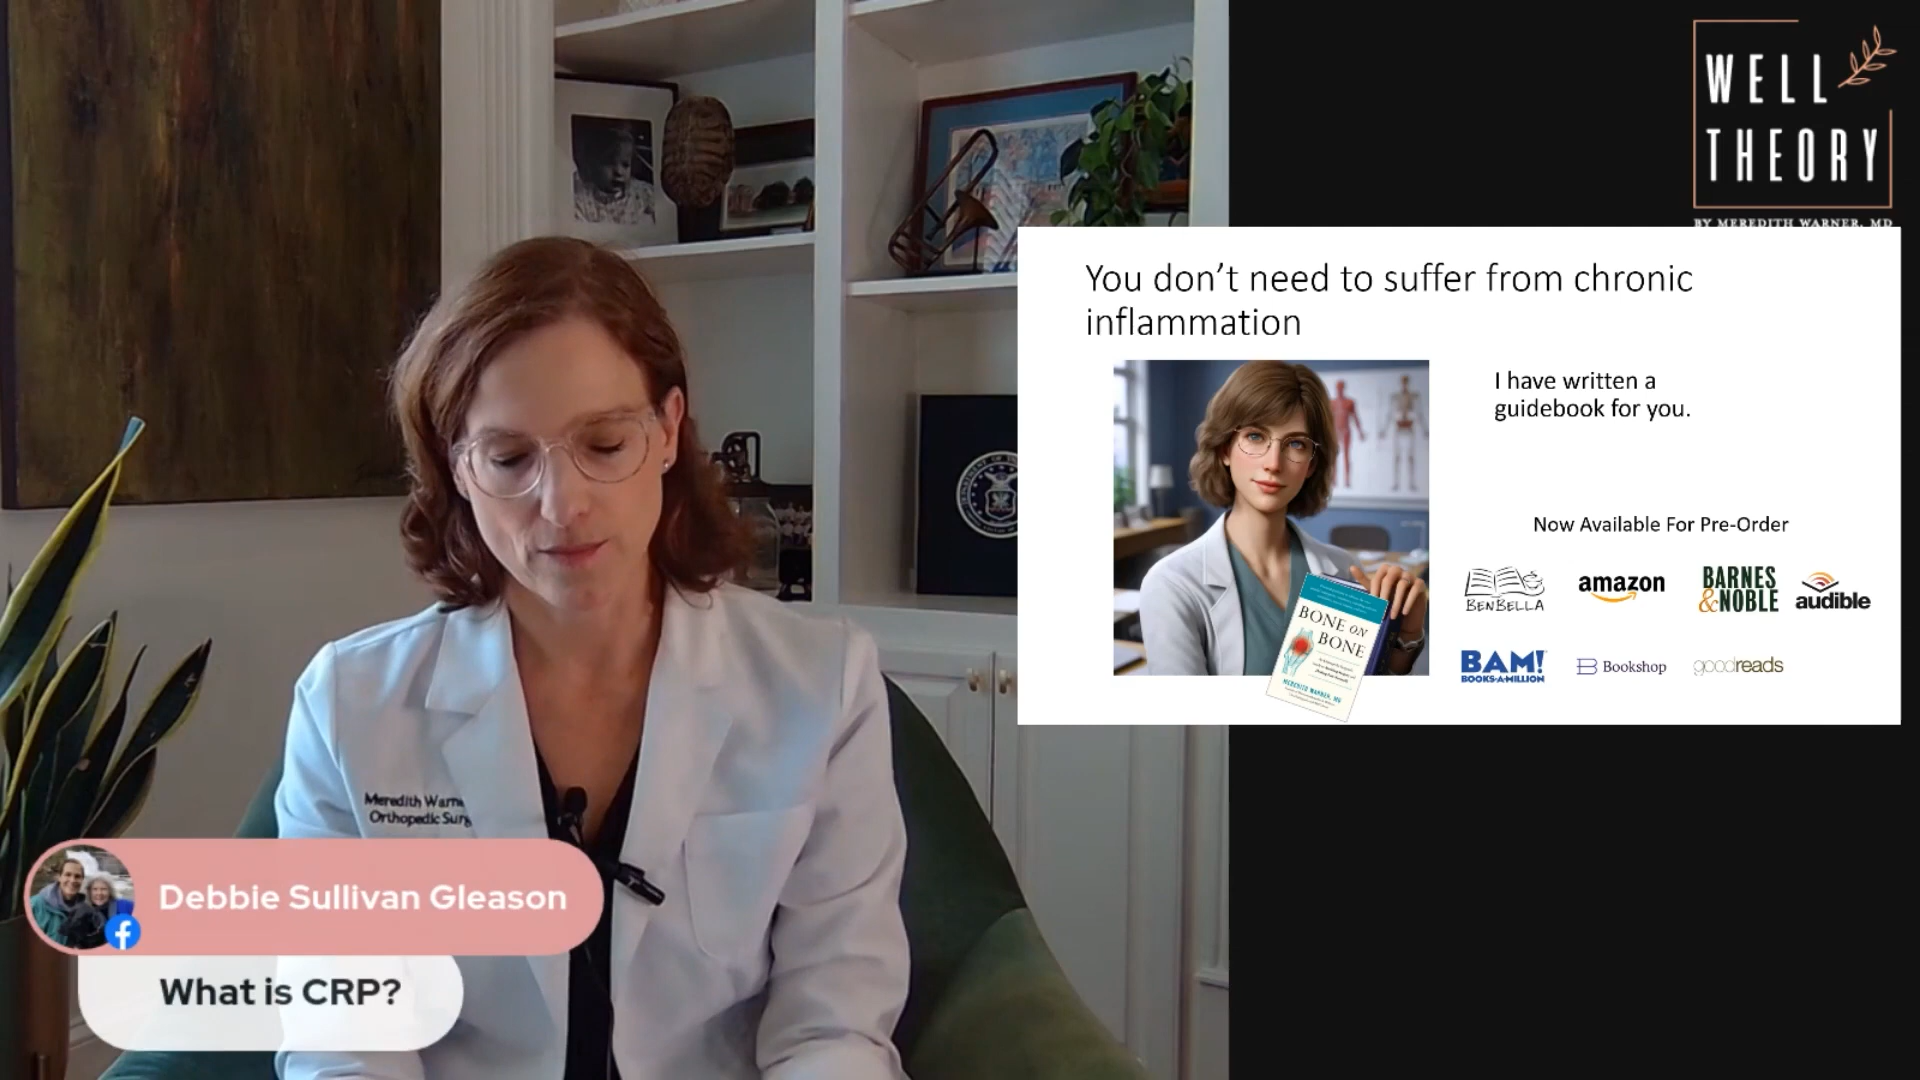 WELL
THEORY
BY MEREDITH WARNER, MD
You don't need to suffer from chronic
inflammation
I have written a
guidebook for you.
Now Available For Pre-Order
BENBELLA
amazon
BARNES
&NOBLE
audible
BAM!
BOOKS-A-MILLION
Bookshop
goodreads
BONE ON
BONE
MEREDITH WARNER, MD
Meredith Warne
Orthopedic Surg
Debbie Sullivan Gleason
What is CRP?